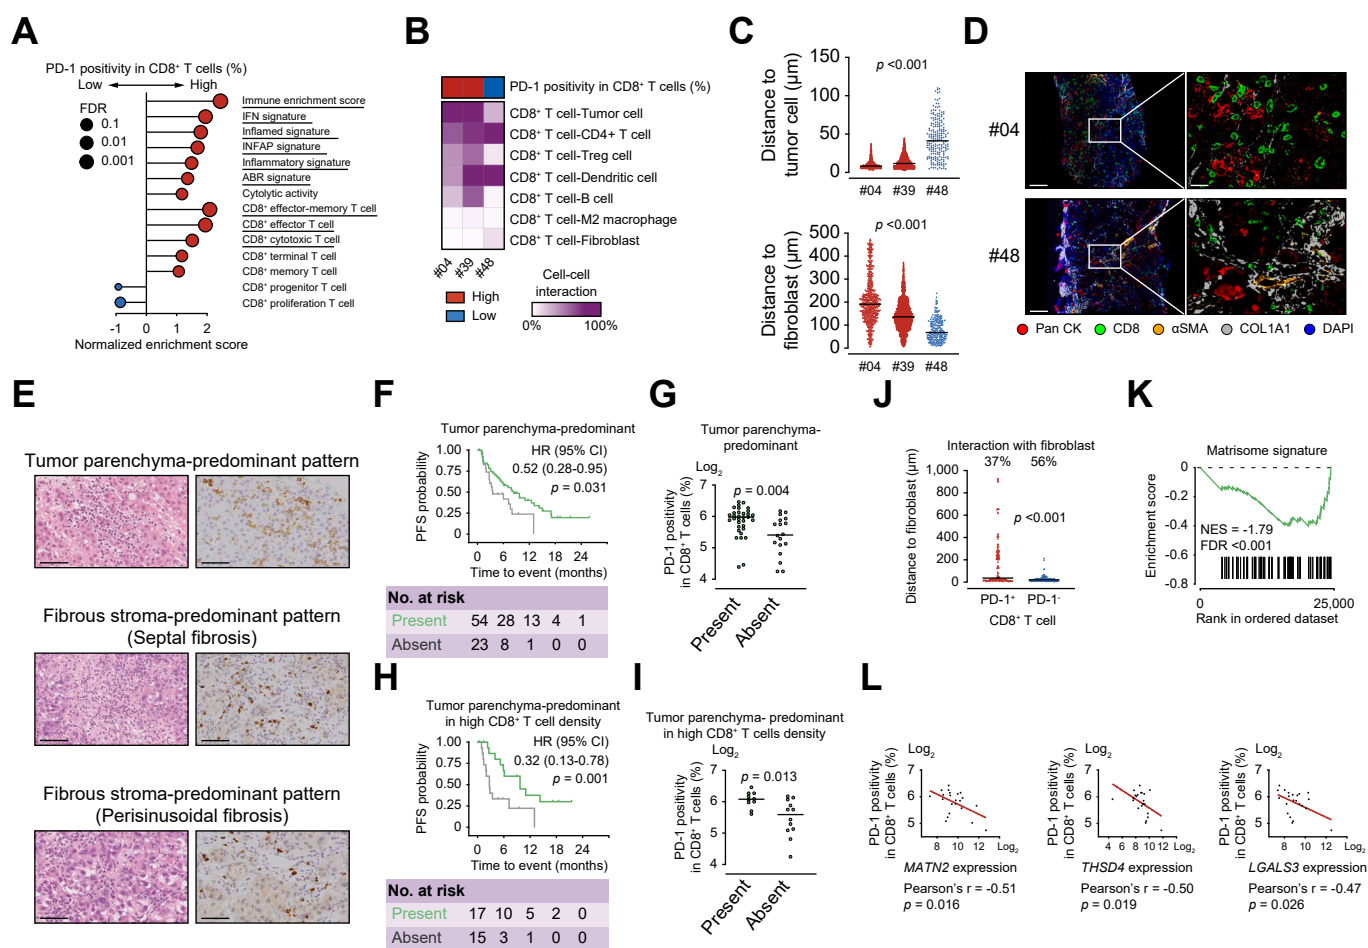 A
PD-1 positivity in CD8⁺ T cells (%)
Low
High
FDR
0.1
0.01
0.001
Immune enrichment score
IFN signature
Inflamed signature
INFAP signature
Inflammatory signature
ABR signature
Cytolytic activity
CD8⁺ effector-memory T cell
CD8⁺ effector T cell
CD8⁺ cytotoxic T cell
CD8⁺ terminal T cell
CD8⁺ memory T cell
CD8⁺ progenitor T cell
CD8⁺ proliferation T cell
-1 0 1 2
Normalized enrichment score
B
PD-1 positivity in CD8⁺ T cells (%)
CD8⁺ T cell-Tumor cell
CD8⁺ T cell-CD4+ T cell
CD8⁺ T cell-Treg cell
CD8⁺ T cell-Dendritic cell
CD8⁺ T cell-B cell
CD8⁺ T cell-M2 macrophage
CD8⁺ T cell-Fibroblast
#04 #39 #48
High
Low
Cell-cell
interaction
0% 100%
C
Distance to
tumor cell (µm)
150
100
50
0
p <0.001
#04 #39 #48
Distance to
fibroblast (µm)
500
400
300
200
100
0
p <0.001
#04 #39 #48
D
#04
#48
Pan CK CD8 αSMA COL1A1 DAPI
E
Tumor parenchyma-predominant pattern
Fibrous stroma-predominant pattern
(Septal fibrosis)
Fibrous stroma-predominant pattern
(Perisinusoidal fibrosis)
F
Tumor parenchyma-predominant
PFS probability
1.00
0.75
0.50
0.25
0
HR (95% CI)
0.52 (0.28-0.95)
p = 0.031
0 6 12 18 24
Time to event (months)
No. at risk
Present 54 28 13 4 1
Absent 23 8 1 0 0
G
Tumor parenchyma-
predominant
Log₂
PD-1 positivity
in CD8⁺ T cells (%)
7
6
5
4
p = 0.004
Present Absent
H
Tumor parenchyma-predominant
in high CD8⁺ T cell density
PFS probability
1.00
0.75
0.50
0.25
0
HR (95% CI)
0.32 (0.13-0.78)
p = 0.001
0 6 12 18 24
Time to event (months)
No. at risk
Present 17 10 5 2 0
Absent 15 3 1 0 0
I
Tumor parenchyma- predominant
in high CD8⁺ T cells density
Log₂
PD-1 positivity
in CD8⁺ T cells (%)
7
6
5
4
p = 0.013
Present Absent
J
Interaction with fibroblast
37% 56%
Distance to fibroblast (µm)
1,000
800
600
400
200
0
p <0.001
PD-1⁺ PD-1⁻
CD8⁺ T cell
K
Matrisome signature
Enrichment score
0
-0.2
-0.4
-0.6
-0.8
NES = -1.79
FDR <0.001
0 25,000
Rank in ordered dataset
L
Log₂
PD-1 positivity
in CD8⁺ T cells (%)
7
6
5
8 10 12 14 Log₂
MATN2 expression
Pearson's r = -0.51
p = 0.016
Log₂
PD-1 positivity
in CD8⁺ T cells (%)
7
6
5
4 6 8 10 12 Log₂
THSD4 expression
Pearson's r = -0.50
p = 0.019
Log₂
PD-1 positivity
in CD8⁺ T cells (%)
7
6
5
8 10 12 14 Log₂
LGALS3 expression
Pearson's r = -0.47
p = 0.026